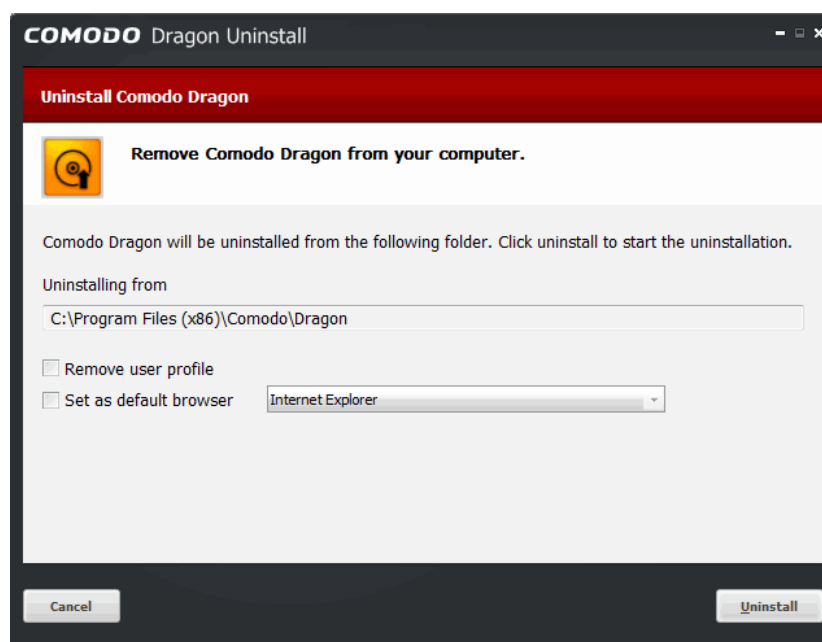 COMODO Dragon Uninstall
Uninstall Comodo Dragon
Remove Comodo Dragon from your computer.
Comodo Dragon will be uninstalled from the following folder. Click uninstall to start the uninstallation.
Uninstalling from
C:\Program Files (x86)\Comodo\Dragon
Remove user profile
Set as default browser Internet Explorer
Cancel Uninstall